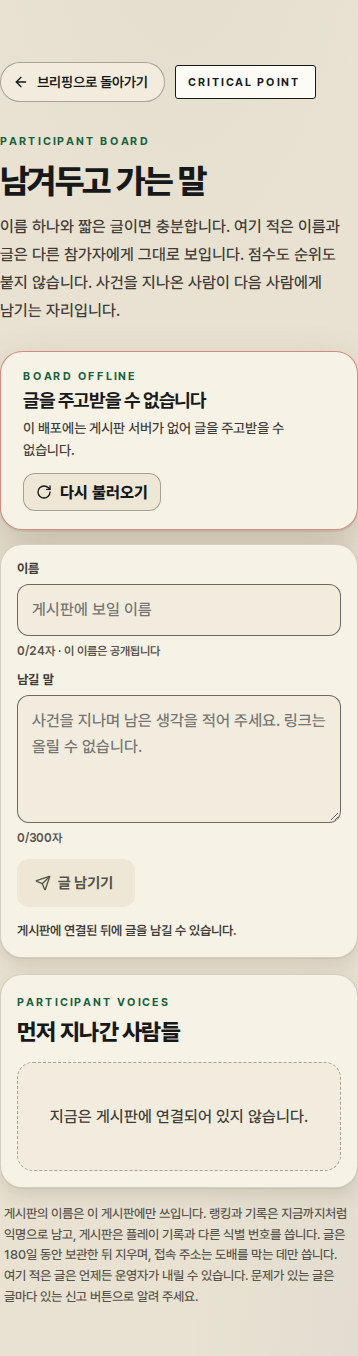 브리핑으로 돌아가기
CRITICAL POINT
PARTICIPANT BOARD
남겨두고 가는 말
이름 하나와 짧은 글이면 충분합니다. 여기 적은 이름과
글은 다른 참가자에게 그대로 보입니다. 점수도 순위도
붙지 않습니다. 사건을 지나온 사람이 다음 사람에게
남기는 자리입니다.
BOARD OFFLINE
글을 주고받을 수 없습니다
이 배포에는 게시판 서버가 없어 글을 주고받을 수
없습니다.
다시 불러오기
이름
게시판에 보일 이름
0/24자 · 이 이름은 공개됩니다
남길 말
사건을 지나며 남은 생각을 적어 주세요. 링크는
올릴 수 없습니다.
0/300자
글 남기기
게시판에 연결된 뒤에 글을 남길 수 있습니다.
PARTICIPANT VOICES
먼저 지나간 사람들
지금은 게시판에 연결되어 있지 않습니다.
게시판의 이름은 이 게시판에만 쓰입니다. 랭킹과 기록은 지금까지처럼
익명으로 남고, 게시판은 플레이 기록과 다른 식별 번호를 씁니다. 글은
180일 동안 보관한 뒤 지우며, 접속 주소는 도배를 막는 데만 씁니다.
여기 적은 글은 언제든 운영자가 내릴 수 있습니다. 문제가 있는 글은
글마다 있는 신고 버튼으로 알려 주세요.